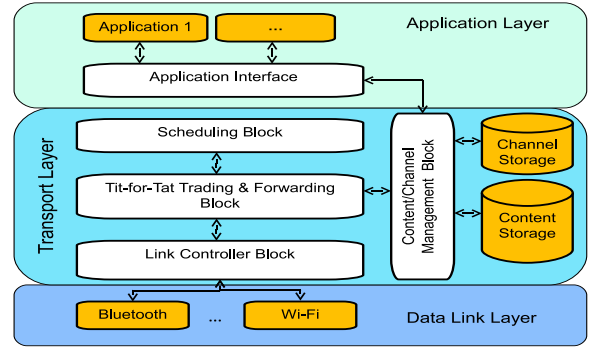 Application 1
...
Application Layer
Application Interface
Transport Layer
Scheduling Block
Tit-for-Tat Trading & Forwarding
Block
Link Controller Block
Content/Channel
Management Block
Channel
Storage
Content
Storage
Bluetooth
...
Wi-Fi
Data Link Layer